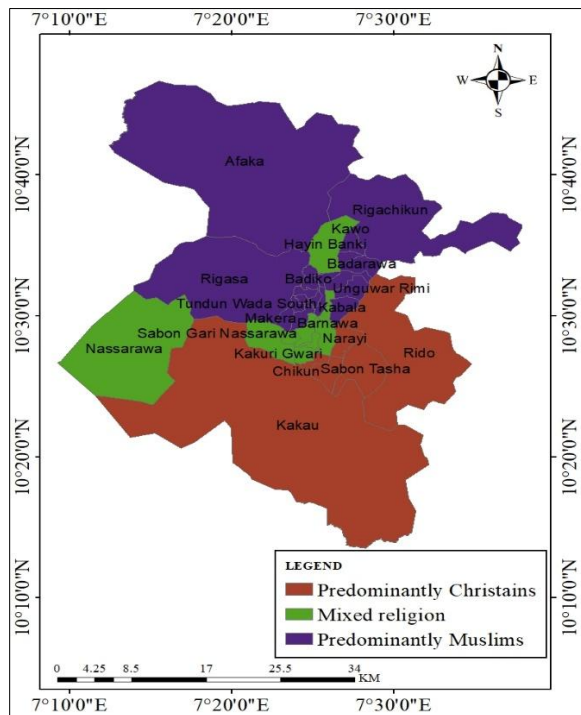 7°10'0"E 7°20'0"E 7°30'0"E
N
W E
S
10°40'0"N 10°40'0"N
Afaka
Rigachikun
Kawo
Hayin Banki
Badarawa
Rigasa Badiko
Unguwar Rimi
10°30'0"N 10°30'0"N
Tundun Wada South Kabala
Makera Barnawa
Sabon Gari Nassarawa
Narayi
Nassarawa
Kakuri Gwari
Rido
Chikun Sabon Tasha
Kakau
10°20'0"N 10°20'0"N
10°10'0"N 10°10'0"N
LEGEND
Predominantly Christains
Mixed religion
Predominantly Muslims
0 4.25 8.5 17 25.5 34
KM
7°10'0"E 7°20'0"E 7°30'0"E